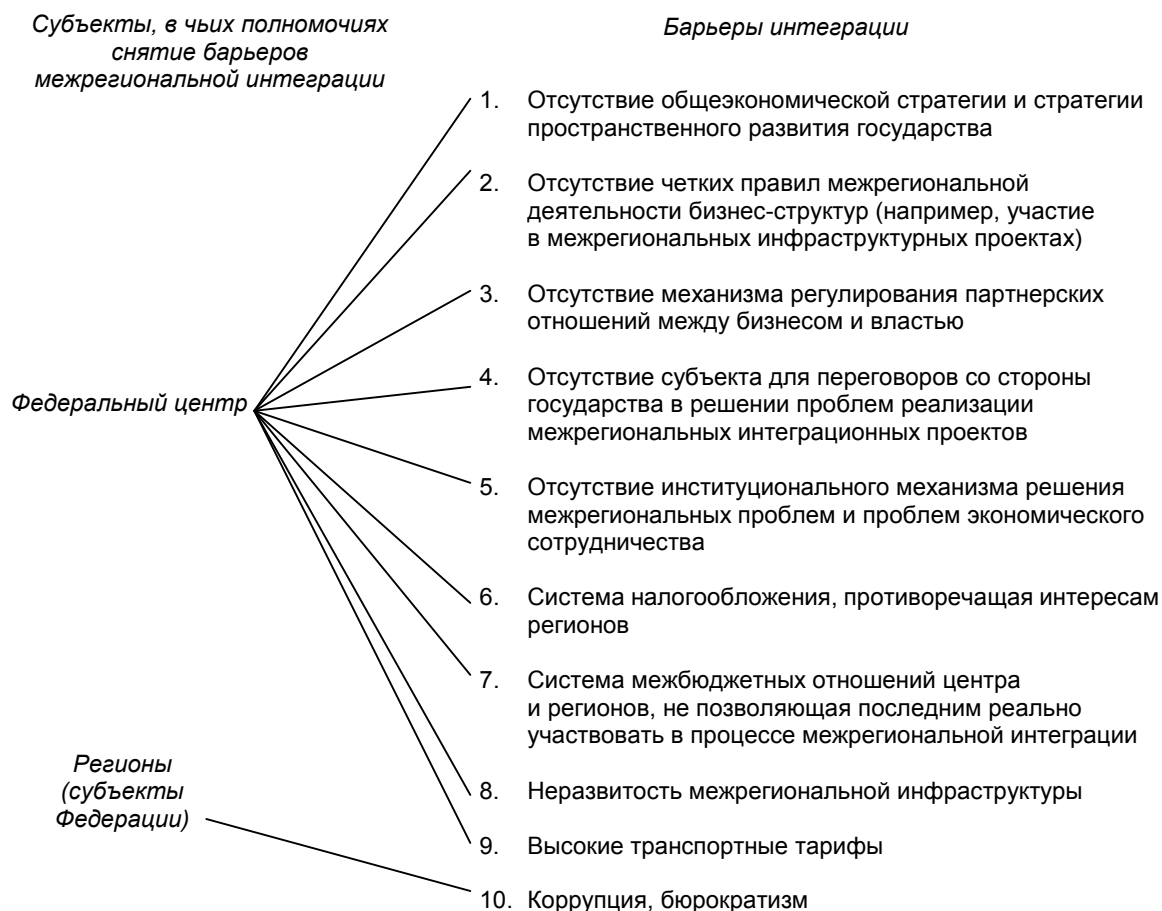 Субъекты, в чьих полномочиях
снятие барьеров
межрегиональной интеграции
Барьеры интеграции
1. Отсутствие общеэкономической стратегии и стратегии
пространственного развития государства
2. Отсутствие четких правил межрегиональной
деятельности бизнес-структур (например, участие
в межрегиональных инфраструктурных проектах)
3. Отсутствие механизма регулирования партнерских
отношений между бизнесом и властью
Федеральный центр
4. Отсутствие субъекта для переговоров со стороны
государства в решении проблем реализации
межрегиональных интеграционных проектов
5. Отсутствие институционального механизма решения
межрегиональных проблем и проблем экономического
сотрудничества
6. Система налогообложения, противоречащая интересам
регионов
7. Система межбюджетных отношений центра
и регионов, не позволяющая последним реально
участвовать в процессе межрегиональной интеграции
Регионы
(субъекты
Федерации)
8. Неразвитость межрегиональной инфраструктуры
9. Высокие транспортные тарифы
10. Коррупция, бюрократизм